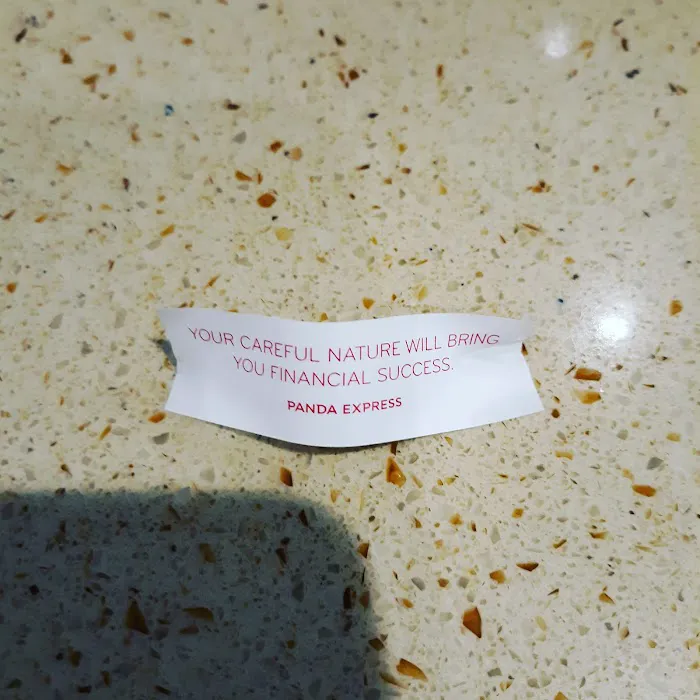 YOUR CAREFUL NATURE WILL BRING
YOU FINANCIAL SUCCESS.
PANDA EXPRESS